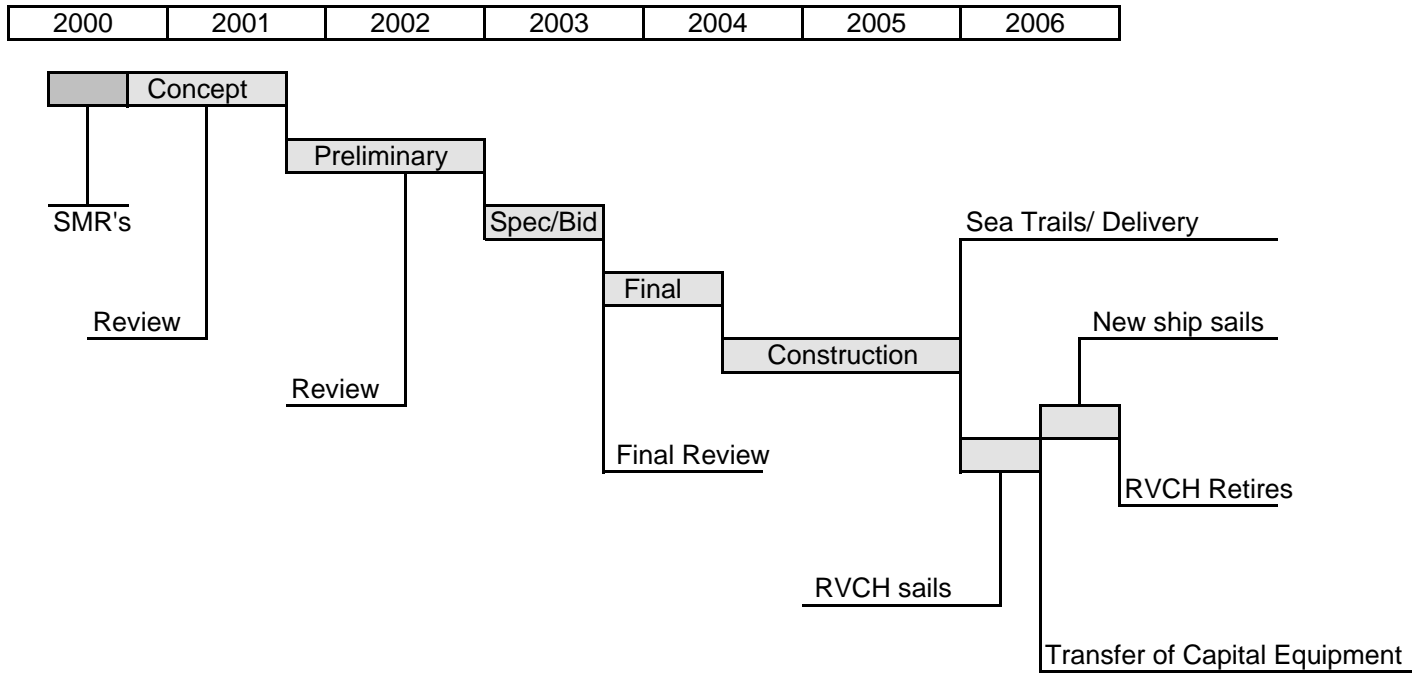 2000 2001 2002 2003 2004 2005 2006
Concept
Preliminary
SMR's
Spec/Bid
Sea Trails/ Delivery
Final
Review
New ship sails
Construction
Review
Final Review
RVCH Retires
RVCH sails
Transfer of Capital Equipment